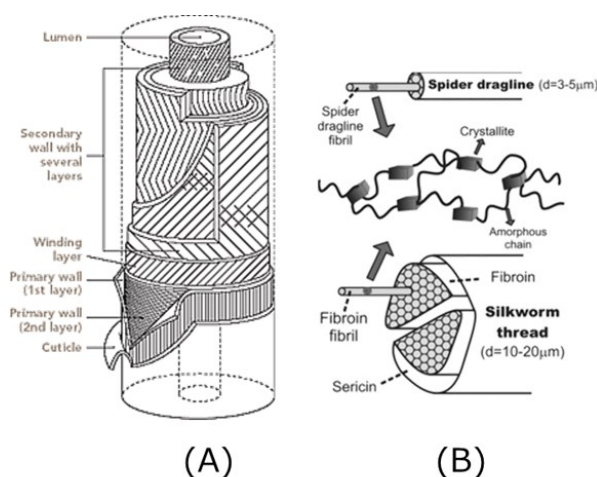 Lumen
Secondary
wall with
several
layers
Winding
layer
Primary wall
(1st layer)
Primary wall
(2nd layer)
Cuticle
(A)
B)
Spider dragline (d=3-5μm)
Spider
dragline
fibril
Crystallite
Amorphous
chain
Fibroin
Fibroin
fibril
Silkworm
thread
(d=10-20μm)
Sericin
(B)